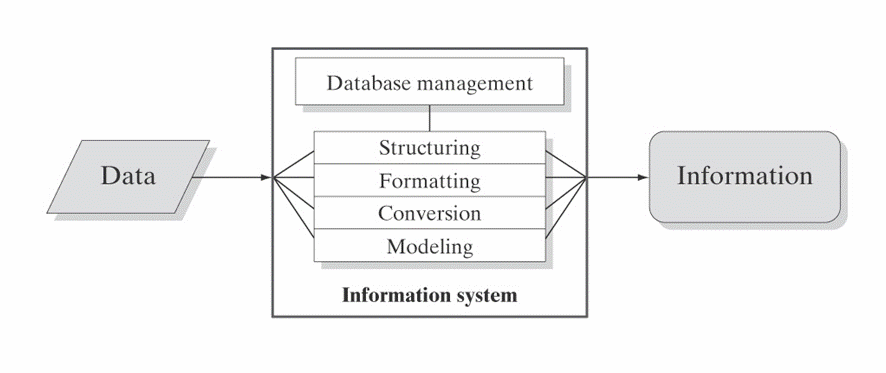 Database management
Data
Structuring
Formatting
Conversion
Modeling
Information
Information system